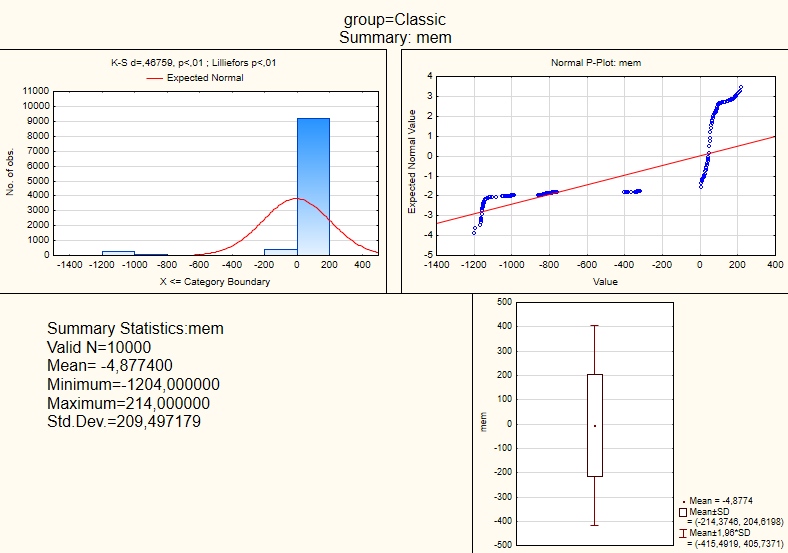 group=Classic
Summary: mem
K-S d=,46759, p<,01 ; Lilliefors p<,01
Expected Normal
No. of obs.
11000
10000
9000
8000
7000
6000
5000
4000
3000
2000
1000
0
-1400 -1200 -1000 -800 -600 -400 -200 0 200 400
X <= Category Boundary
Normal P-Plot: mem
Expected Normal Value
4
3
2
1
0
-1
-2
-3
-4
-5
-1400 -1200 -1000 -800 -600 -400 -200 0 200 400
Value
Summary Statistics:mem
Valid N=10000
Mean= -4,877400
Minimum=-1204,000000
Maximum=214,000000
Std.Dev.=209,497179
mem
500
400
300
200
100
0
-100
-200
-300
-400
-500
Mean = -4,8774
Mean±SD
= (-214,3746, 204,6198)
Mean±1,96*SD
= (-415,4919, 405,7371)